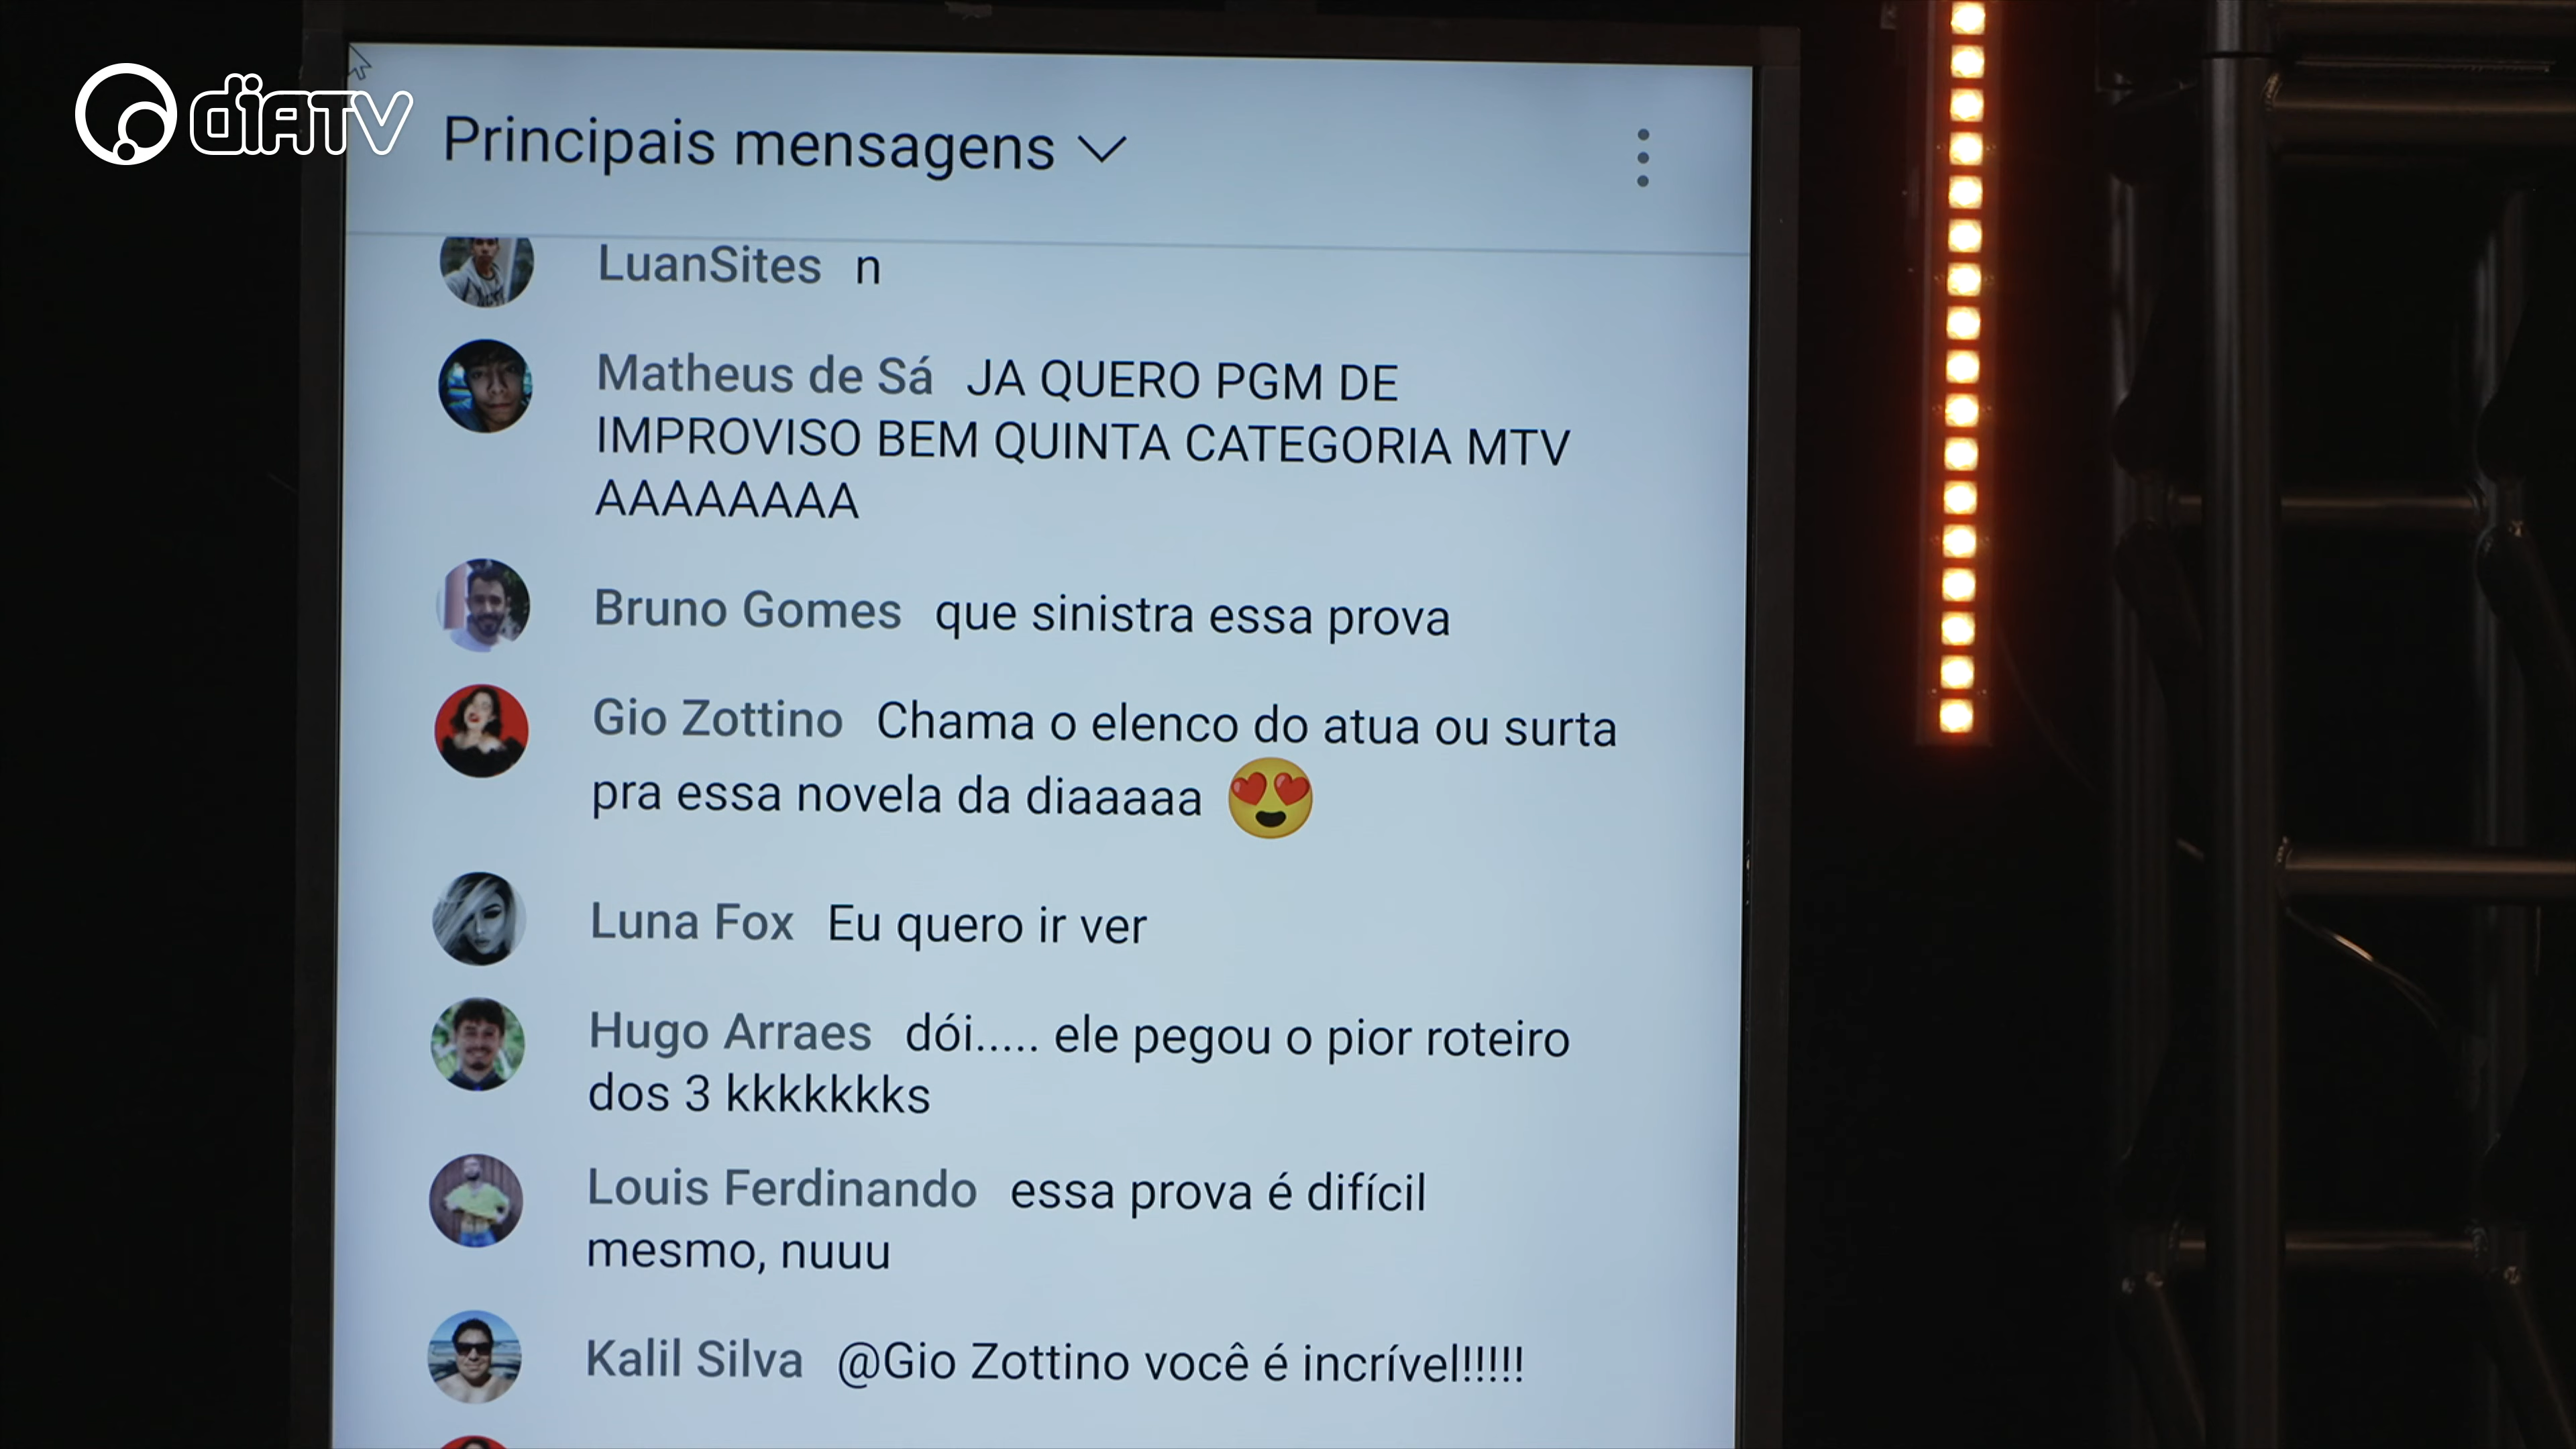 diaTV
Principais mensagens
LuanSites n
Matheus de Sá JA QUERO PGM DE
IMPROVISO BEM QUINTA CATEGORIA MTV
AAAAAAAA
Bruno Gomes que sinistra essa prova
Gio Zottino Chama o elenco do atua ou surta
pra essa novela da diaaaaa 😍
Luna Fox Eu quero ir ver
Hugo Arraes dói..... ele pegou o pior roteiro
dos 3 kkkkkkks
Louis Ferdinando essa prova é difícil
mesmo, nuuu
Kalil Silva @Gio Zottino você é incrível!!!!!